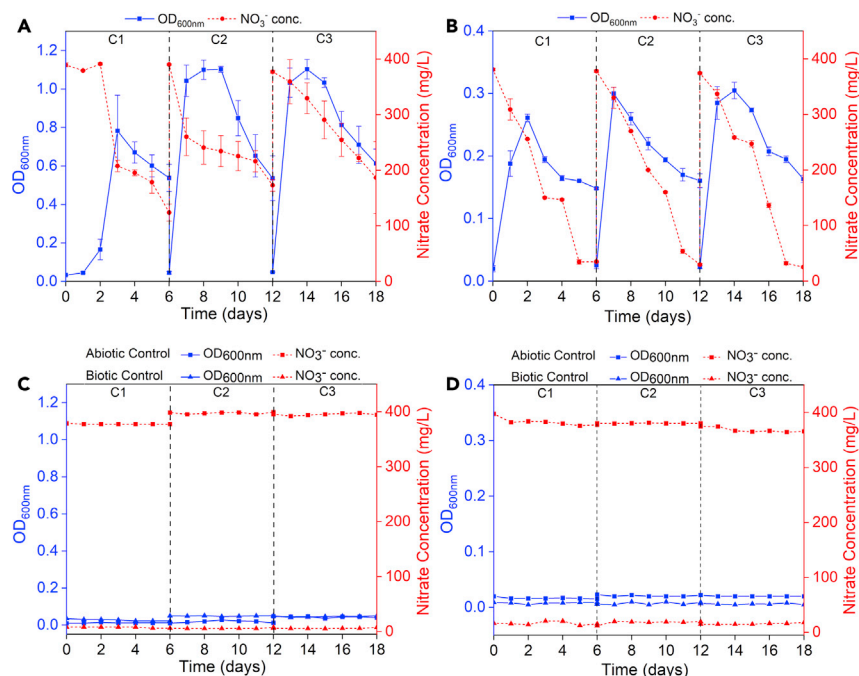 A
OD600nm NO3⁻ conc.
C1 C2 C3
1.2
1.0
0.8
0.6
0.4
0.2
0.0
OD600nm
400
300
200
100
0
Nitrate Concentration (mg/L)
0 2 4 6 8 10 12 14 16 18
Time (days)
B
OD600nm NO3⁻ conc.
C1 C2 C3
0.4
0.3
0.2
0.1
0.0
OD600nm
400
300
200
100
0
Nitrate Concentration (mg/L)
0 2 4 6 8 10 12 14 16 18
Time (days)
C
Abiotic Control OD600nm NO3⁻ conc.
Biotic Control OD600nm NO3⁻ conc.
C1 C2 C3
1.2
1.0
0.8
0.6
0.4
0.2
0.0
OD600nm
400
300
200
100
0
Nitrate Concentration (mg/L)
0 2 4 6 8 10 12 14 16 18
Time (days)
D
Abiotic Control OD600nm NO3⁻ conc.
Biotic Control OD600nm NO3⁻ conc.
C1 C2 C3
0.4
0.3
0.2
0.1
0.0
OD600nm
400
300
200
100
0
Nitrate Concentration (mg/L)
0 2 4 6 8 10 12 14 16 18
Time (days)